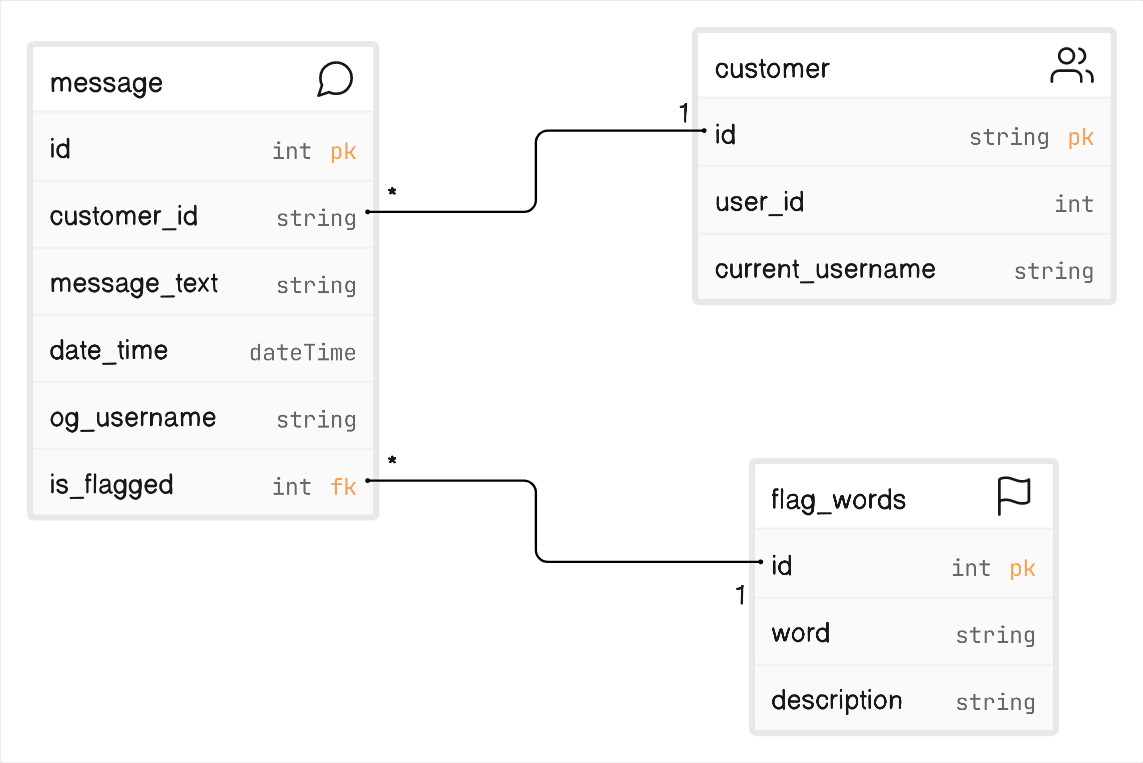 message
id int pk
customer_id string
message_text string
date_time dateTime
og_username string
is_flagged int fk
*
*
1
customer
id string pk
user_id int
current_username string
flag_words
id int pk
1
word string
description string